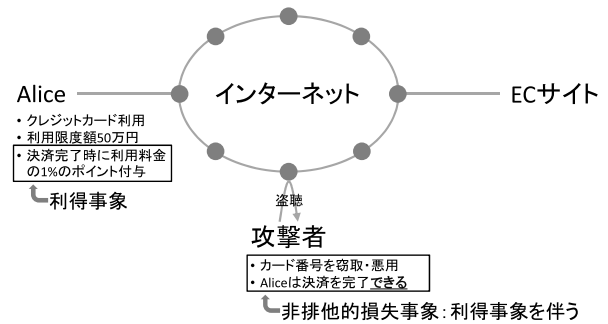 インターネット
Alice
ECサイト
• クレジットカード利用
• 利用限度額50万円
• 決済完了時に利用料金
の1%のポイント付与
利得事象
盗聴
攻撃者
• カード番号を窃取・悪用
• Aliceは決済を完了できる
非排他的損失事象：利得事象を伴う